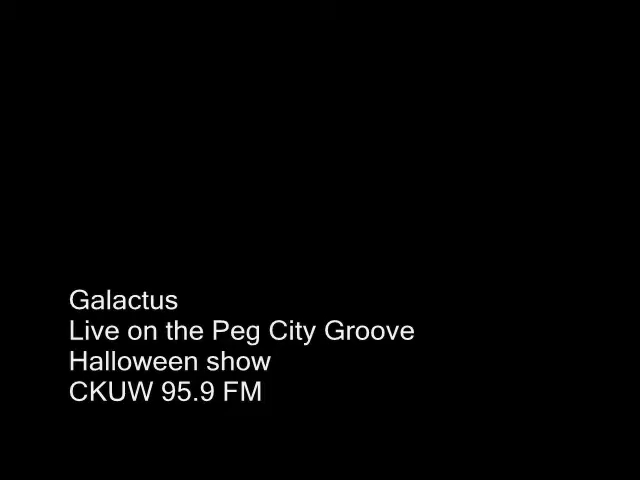 Galactus
Live on the Peg City Groove
Halloween show
CKUW 95.9 FM